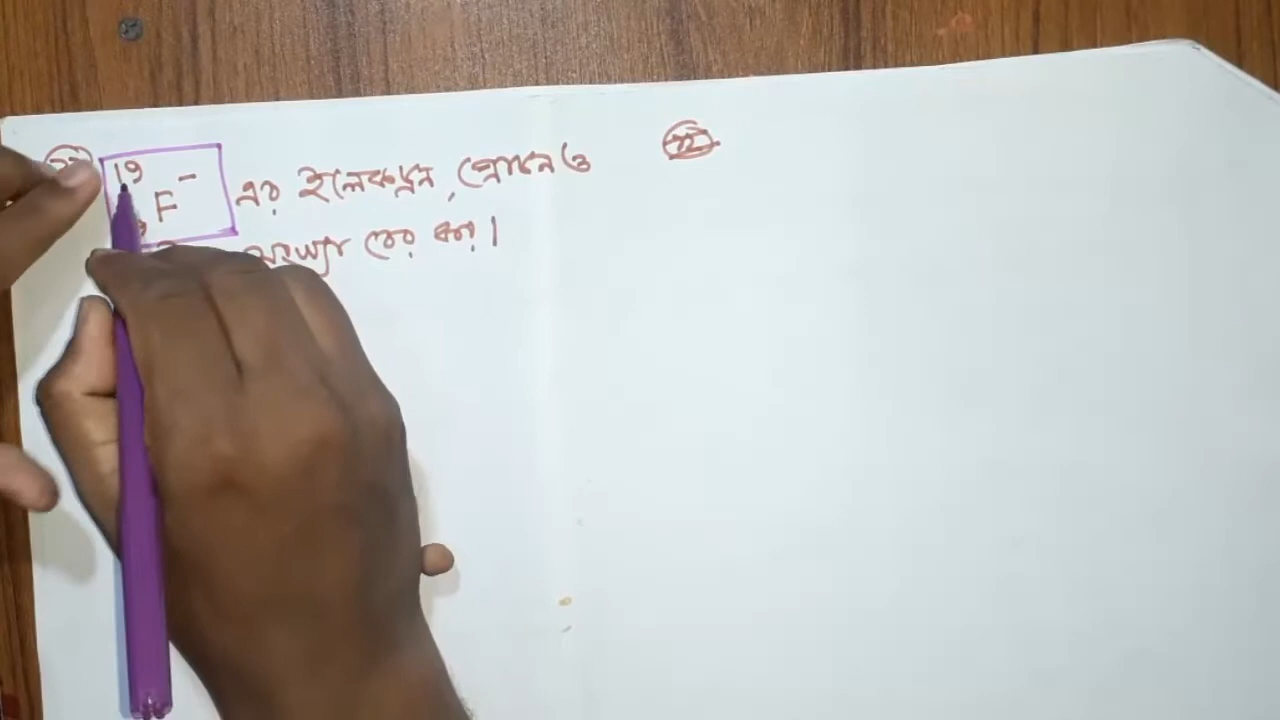 19 F – এর ইলেকট্রন, প্রোটন ও
সংখ্যা বের কর।